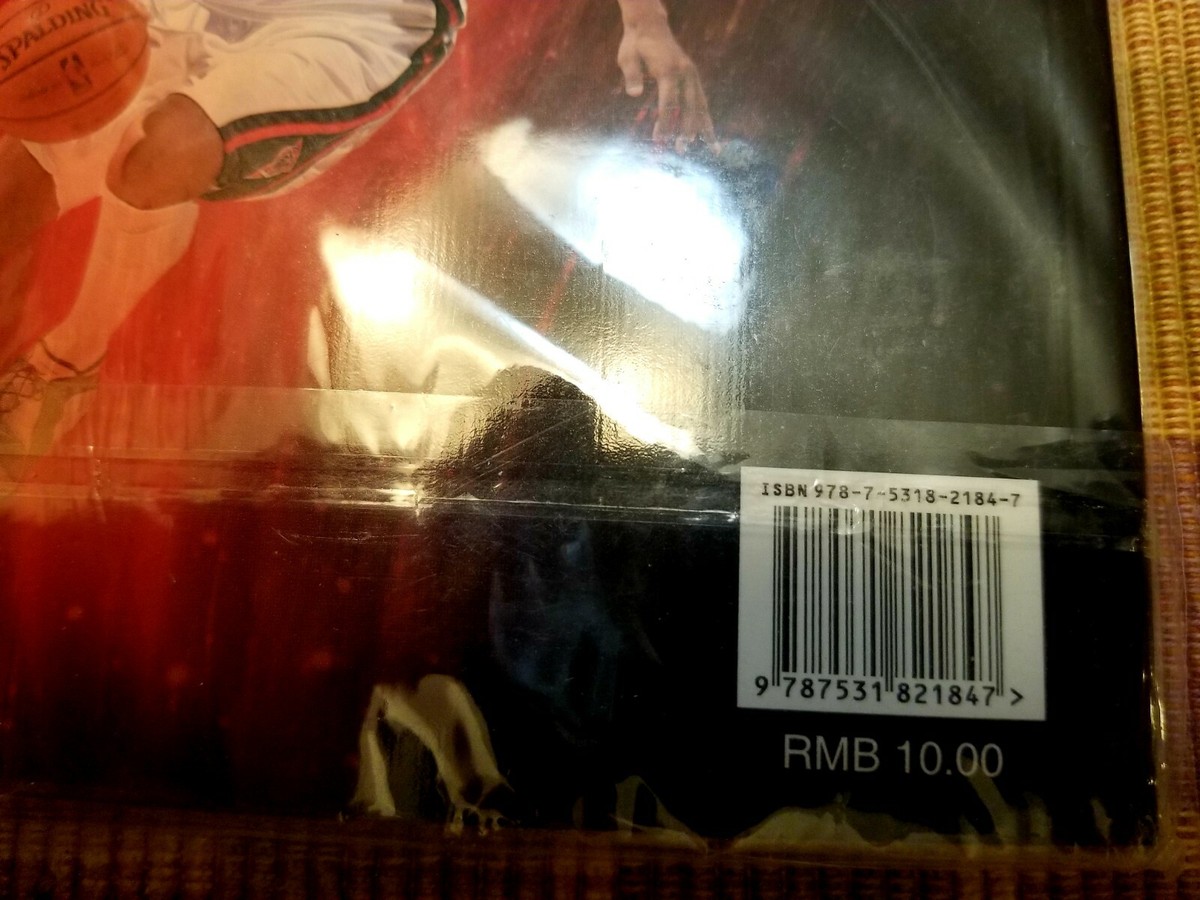 SPALDING
ISBN 978-7-5318-2184-7
9 787531 821847 >
RMB 10.00